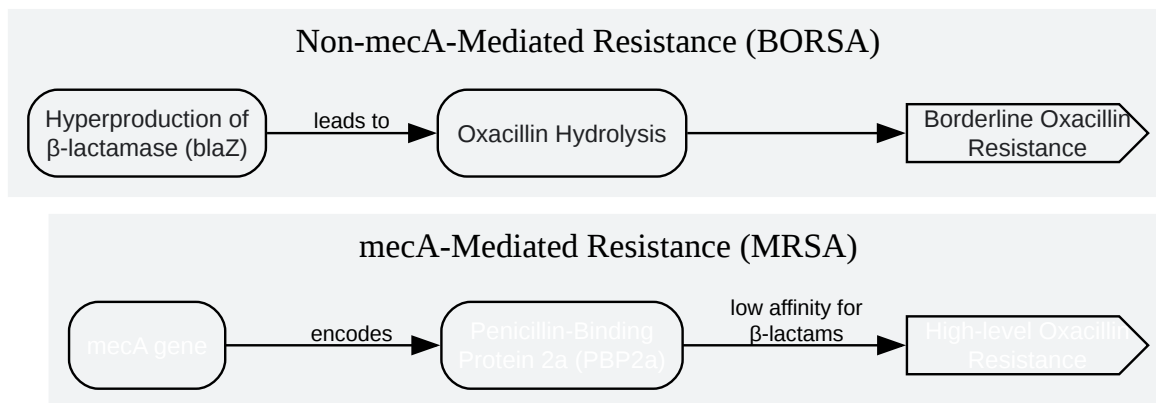 Non-mecA-Mediated Resistance (BORSA)
Hyperproduction of
β-lactamase (blaZ)
leads to
Oxacillin Hydrolysis
Borderline Oxacillin
Resistance
mecA-Mediated Resistance (MRSA)
mecA gene
encodes
Penicillin-Binding
Protein 2a (PBP2a)
low affinity for
β-lactams
High-level Oxacillin
Resistance